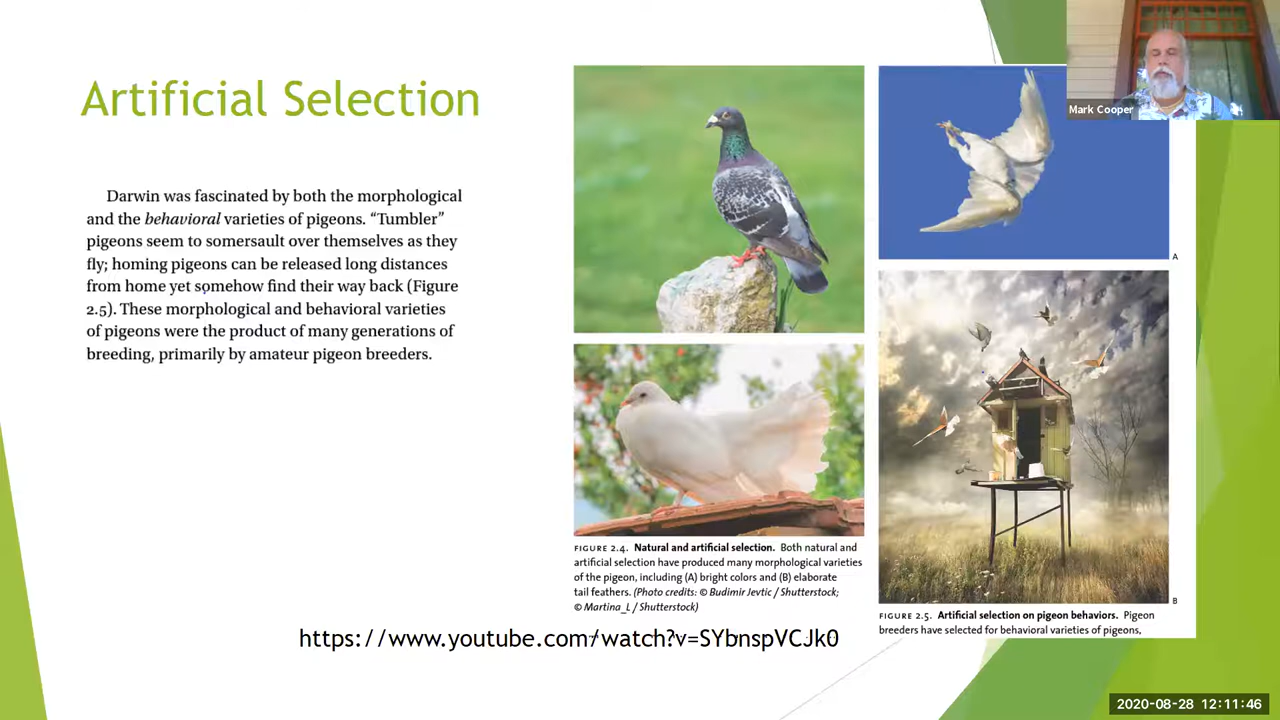 Artificial Selection
Darwin was fascinated by both the morphological
and the behavioral varieties of pigeons. “Tumbler”
pigeons seem to somersault over themselves as they
fly; homing pigeons can be released long distances
from home yet somehow find their way back (Figure
2.5). These morphological and behavioral varieties
of pigeons were the product of many generations of
breeding, primarily by amateur pigeon breeders.
FIGURE 2.4. Natural and artificial selection. Both natural and
artificial selection have produced many morphological varieties
of the pigeon, including (A) bright colors and (B) elaborate
tail feathers. (Photo credits: © Budimir Jevtic / Shutterstock;
© Martina_L / Shutterstock)
A
B
FIGURE 2.5. Artificial selection on pigeon behaviors. Pigeon
breeders have selected for behavioral varieties of pigeons,
https://www.youtube.com/watch?v=SYbnspVCJk0
Mark Cooper
2020-08-28 12:11:46